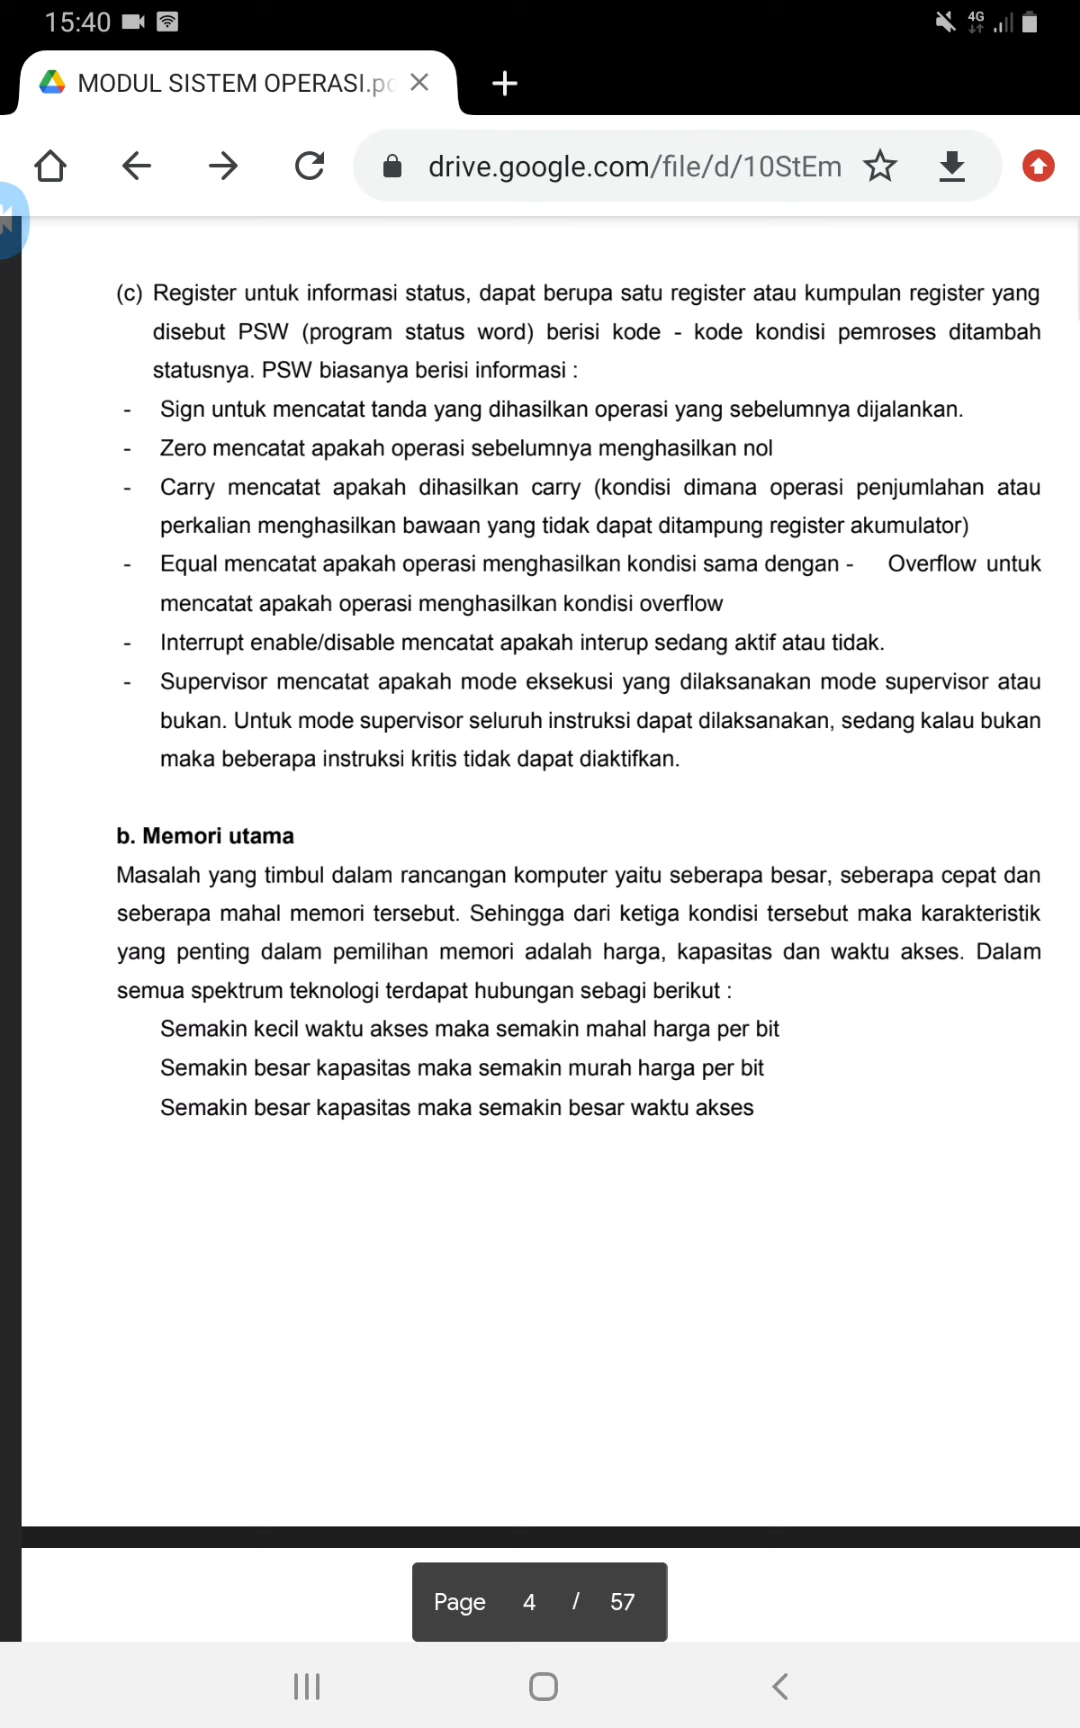 15:40 4G
MODUL SISTEM OPERASI.pd
drive.google.com/file/d/10StEm
(c) Register untuk informasi status, dapat berupa satu register atau kumpulan register yang
disebut PSW (program status word) berisi kode - kode kondisi pemroses ditambah
statusnya. PSW biasanya berisi informasi :
- Sign untuk mencatat tanda yang dihasilkan operasi yang sebelumnya dijalankan.
- Zero mencatat apakah operasi sebelumnya menghasilkan nol
- Carry mencatat apakah dihasilkan carry (kondisi dimana operasi penjumlahan atau
perkalian menghasilkan bawaan yang tidak dapat ditampung register akumulator)
- Equal mencatat apakah operasi menghasilkan kondisi sama dengan - Overflow untuk
mencatat apakah operasi menghasilkan kondisi overflow
- Interrupt enable/disable mencatat apakah interup sedang aktif atau tidak.
- Supervisor mencatat apakah mode eksekusi yang dilaksanakan mode supervisor atau
bukan. Untuk mode supervisor seluruh instruksi dapat dilaksanakan, sedang kalau bukan
maka beberapa instruksi kritis tidak dapat diaktifkan.
b. Memori utama
Masalah yang timbul dalam rancangan komputer yaitu seberapa besar, seberapa cepat dan
seberapa mahal memori tersebut. Sehingga dari ketiga kondisi tersebut maka karakteristik
yang penting dalam pemilihan memori adalah harga, kapasitas dan waktu akses. Dalam
semua spektrum teknologi terdapat hubungan sebagi berikut :
Semakin kecil waktu akses maka semakin mahal harga per bit
Semakin besar kapasitas maka semakin murah harga per bit
Semakin besar kapasitas maka semakin besar waktu akses
Page 4 / 57